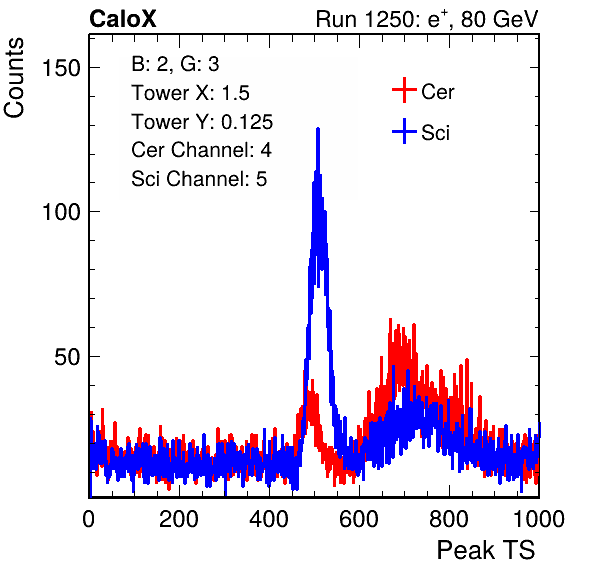 CaloX Run 1250: e⁺, 80 GeV
Counts
B: 2, G: 3
Tower X: 1.5
Tower Y: 0.125
Cer Channel: 4
Sci Channel: 5
Cer
Sci
150
100
50
0 200 400 600 800 1000
Peak TS